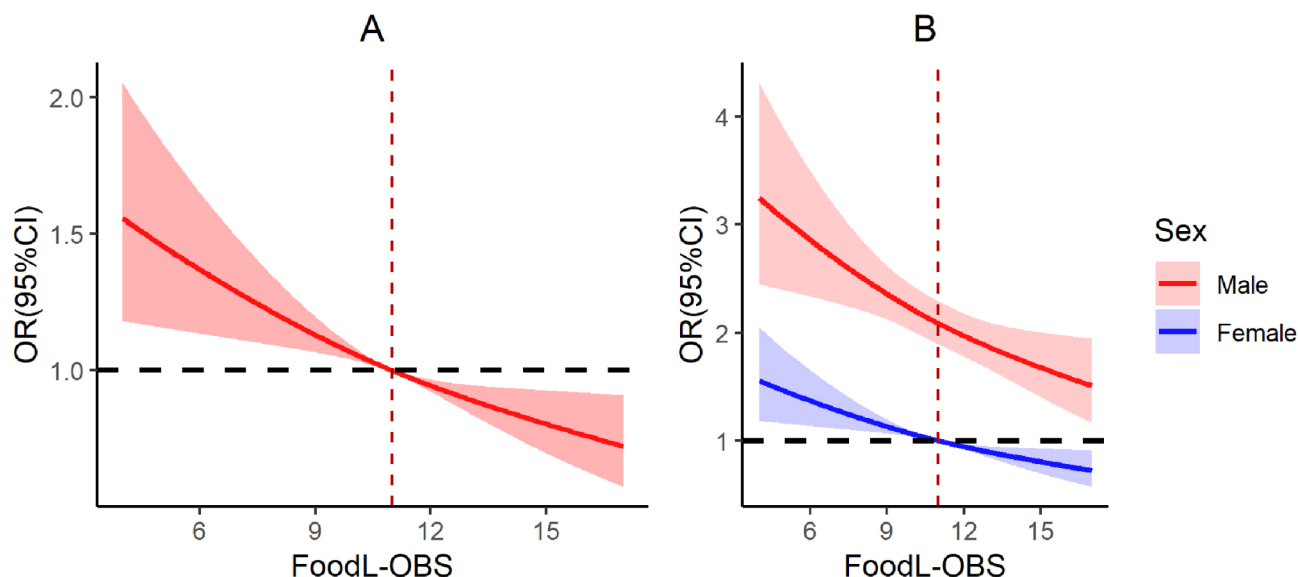 A
OR(95%CI)
2.0
1.5
1.0
6 9 12 15
FoodL-OBS
B
OR(95%CI)
4
3
2
1
6 9 12 15
FoodL-OBS
Sex
Male
Female